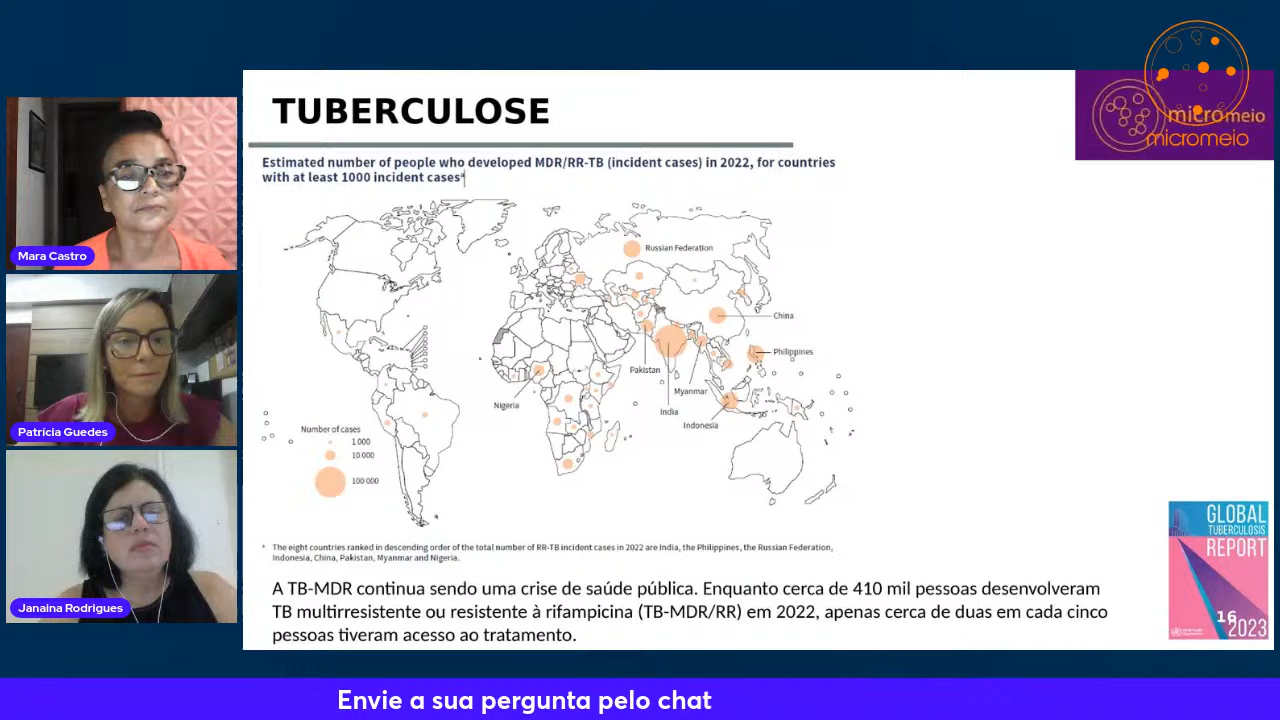 TUBERCULOSE
Estimated number of people who developed MDR/RR-TB (incident cases) in 2022, for countries
with at least 1000 incident casesᵃ
micromeio
micromeio
Mara Castro
Patrícia Guedes
Janaina Rodrigues
Russian Federation
China
Philippines
Pakistan
Myanmar
India
Indonesia
Nigeria
Number of cases
1 000
10 000
100 000
ᵃ The eight countries ranked in descending order of the total number of RR-TB incident cases in 2022 are India, the Philippines, the Russian Federation,
Indonesia, China, Pakistan, Myanmar and Nigeria.
A TB-MDR continua sendo uma crise de saúde pública. Enquanto cerca de 410 mil pessoas desenvolveram
TB multirresistente ou resistente à rifampicina (TB-MDR/RR) em 2022, apenas cerca de duas em cada cinco
pessoas tiveram acesso ao tratamento.
GLOBAL
TUBERCULOSIS
REPORT
16
2023
Envie a sua pergunta pelo chat